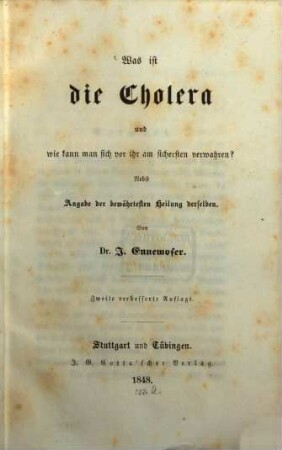 Was ist
die Cholera
und
wie kann man sich vor ihr am sichersten verwahren?
Nebst
Angabe der bewährtesten Heilung derselben.
Von
Dr. J. Ennemoser.
Zweite verbesserte Auflage.
Stuttgart und Tübingen.
J. G. Cotta'scher Verlag.
1848.